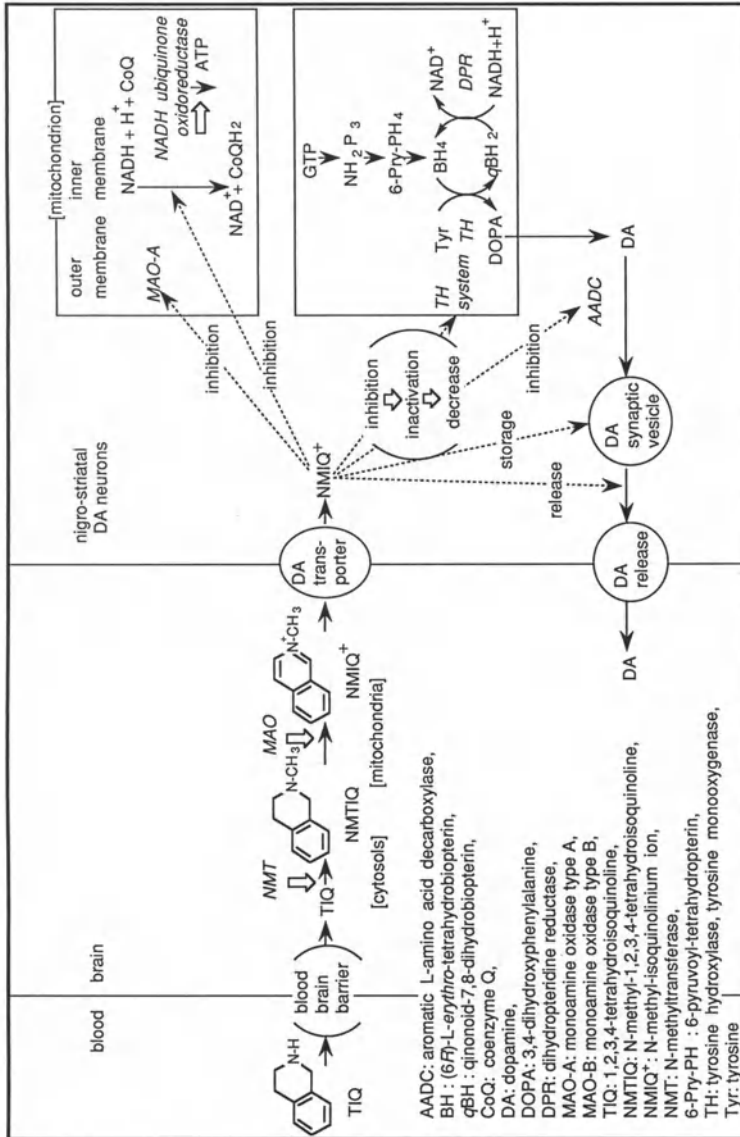 blood
brain
nigro-striatal
DA neurons
[mitochondrion]
outer
membrane
inner
membrane
MAO-A
NADH + H⁺ + CoQ
NADH ubiquinone
oxidoreductase
ATP
NAD⁺ + CoQH2
inhibition
inhibition
N-H
TIQ
blood
brain
barrier
TIQ
NMT
N-CH₃
NMTIQ
[cytosols]
MAO
N-CH₃
+
NMIQ⁺
[mitochondria]
DA
trans-
porter
NMIQ⁺
inhibition
inactivation
decrease
TH
system
GTP
NH₂P₃
6-Pry-PH₄
BH₄
NAD⁺
Tyr
TH
DPR
DOPA
qBH₂
NADH+H⁺
inhibition
AADC
storage
release
DA
DA
synaptic
vesicle
DA
release
DA
AADC: aromatic L-amino acid decarboxylase,
BH : (6R)-L-erythro-tetrahydrobiopterin,
qBH : qinonoid-7,8-dihydrobiopterin,
CoQ: coenzyme Q,
DA: dopamine,
DOPA: 3,4-dihydroxyphenylalanine,
DPR: dihydropteridine reductase,
MAO-A: monoamine oxidase type A,
MAO-B: monoamine oxidase type B,
TIQ: 1,2,3,4-tetrahydroisoquinoline,
NMTIQ: N-methyl-1,2,3,4-tetrahydroisoquinoline,
NMIQ⁺: N-methyl-isoquinolinium ion,
NMT: N-methyltransferase,
6-Pry-PH : 6-pyruvoyl-tetrahydropterin,
TH: tyrosine hydroxylase, tyrosine monooxygenase,
Tyr: tyrosine